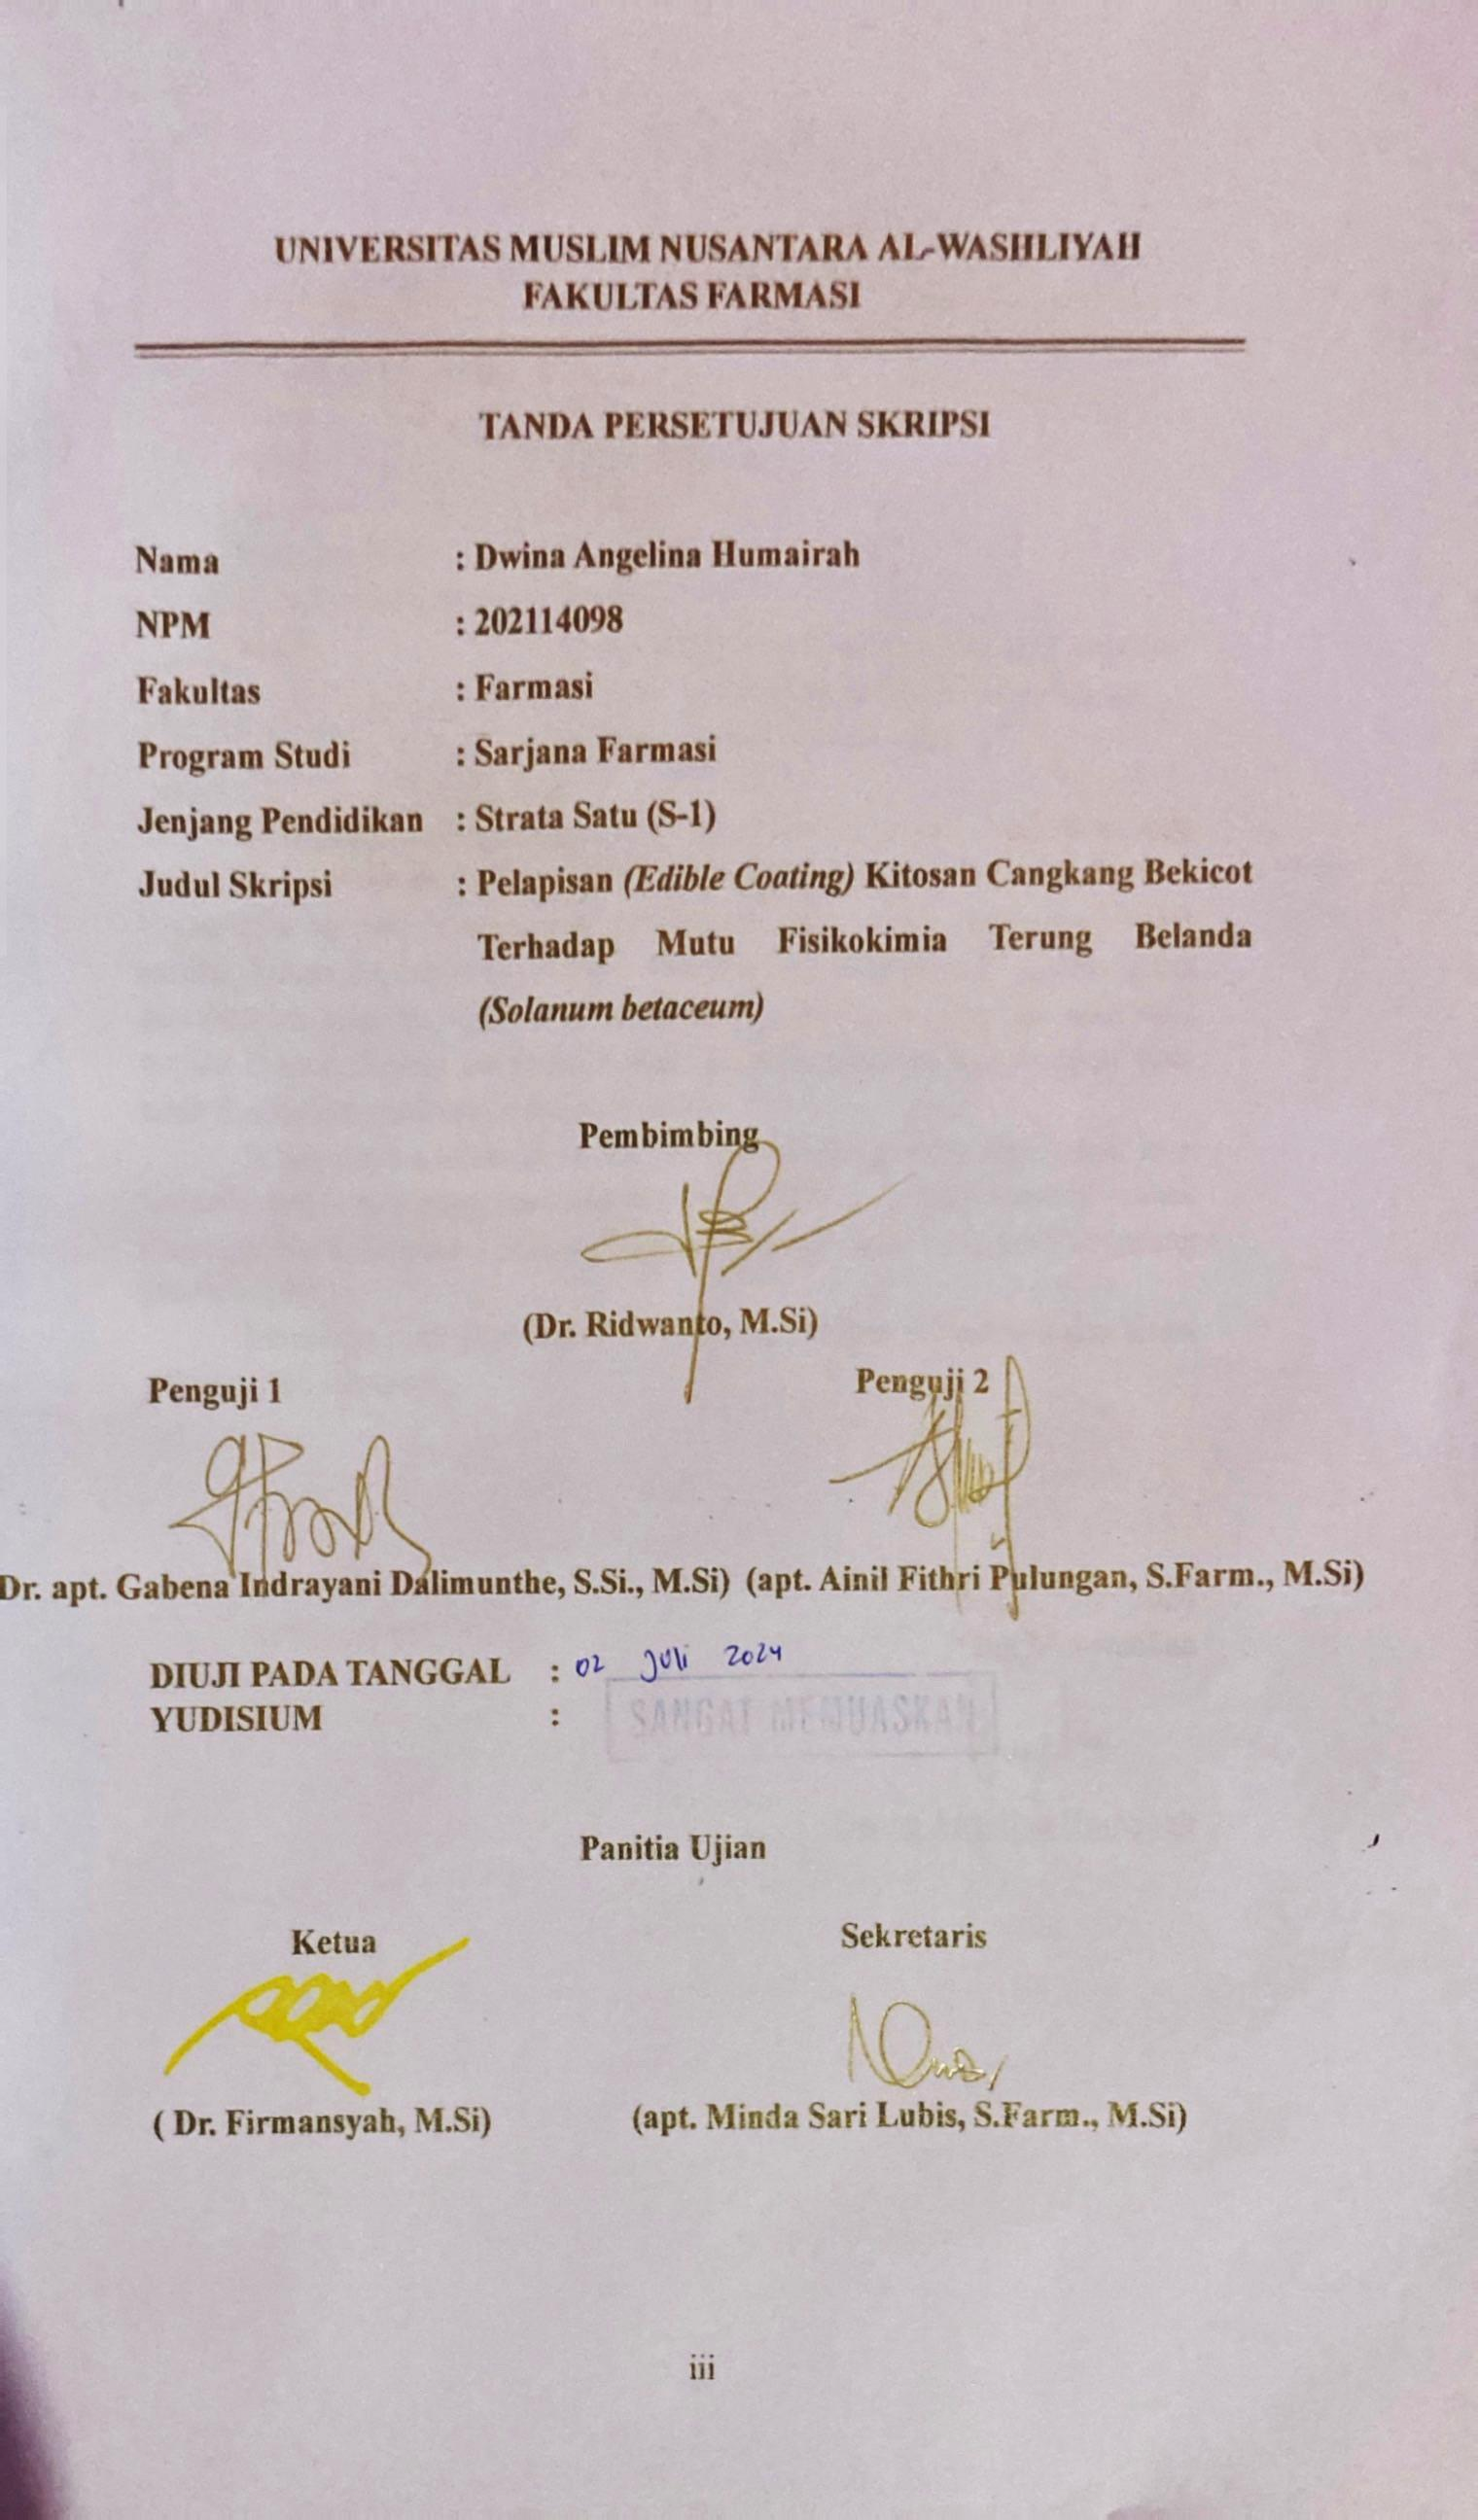 UNIVERSITAS MUSLIM NUSANTARA AL-WASHLIYAH
FAKULTAS FARMASI
TANDA PERSETUJUAN SKRIPSI
Nama : Dwina Angelina Humairah
NPM : 202114098
Fakultas : Farmasi
Program Studi : Sarjana Farmasi
Jenjang Pendidikan : Strata Satu (S-1)
Judul Skripsi : Pelapisan (Edible Coating) Kitosan Cangkang Bekicot
Terhadap Mutu Fisikokimia Terung Belanda
(Solanum betaceum)
Pembimbing
(Dr. Ridwanto, M.Si)
Penguji 1 Penguji 2
Dr. apt. Gabena Indrayani Dalimunthe, S.Si., M.Si) (apt. Ainil Fithri Pulungan, S.Farm., M.Si)
DIUJI PADA TANGGAL : 02 Juli 2024
YUDISIUM : SANGAT MEMUASKAN
Panitia Ujian
Ketua Sekretaris
( Dr. Firmansyah, M.Si) (apt. Minda Sari Lubis, S.Farm., M.Si)
iii